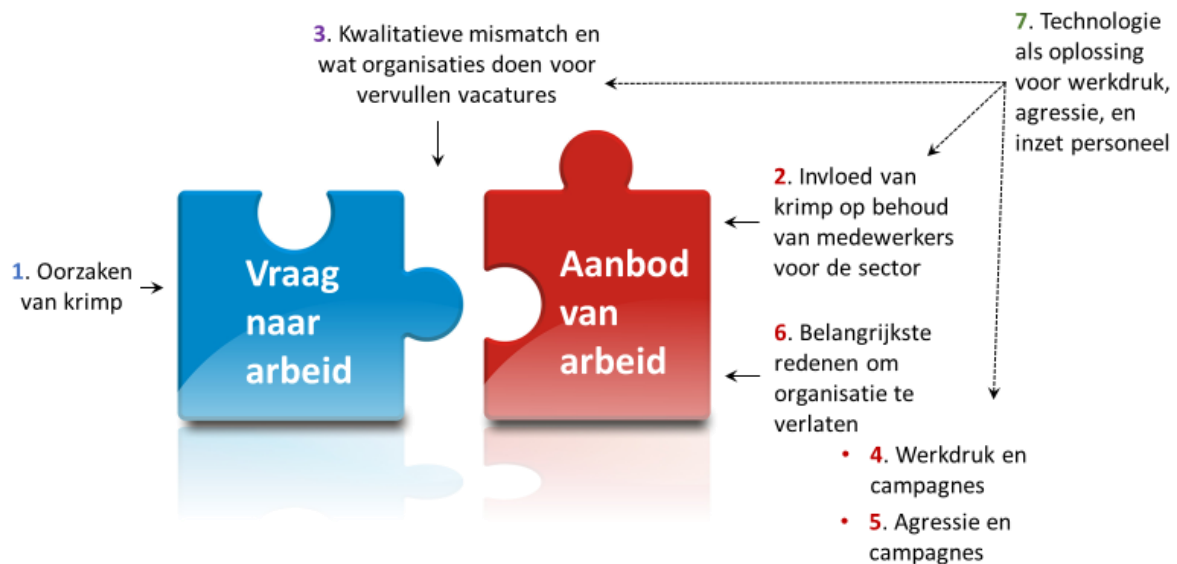 3. Kwalitatieve mismatch en
wat organisaties doen voor
vervullen vacatures
7. Technologie
als oplossing
voor werkdruk,
agressie, en
inzet personeel
1. Oorzaken
van krimp
Vraag
naar
arbeid
Aanbod
van
arbeid
2. Invloed van
krimp op behoud
van medewerkers
voor de sector
6. Belangrijkste
redenen om
organisatie te
verlaten
• 4. Werkdruk en
campagnes
• 5. Agressie en
campagnes